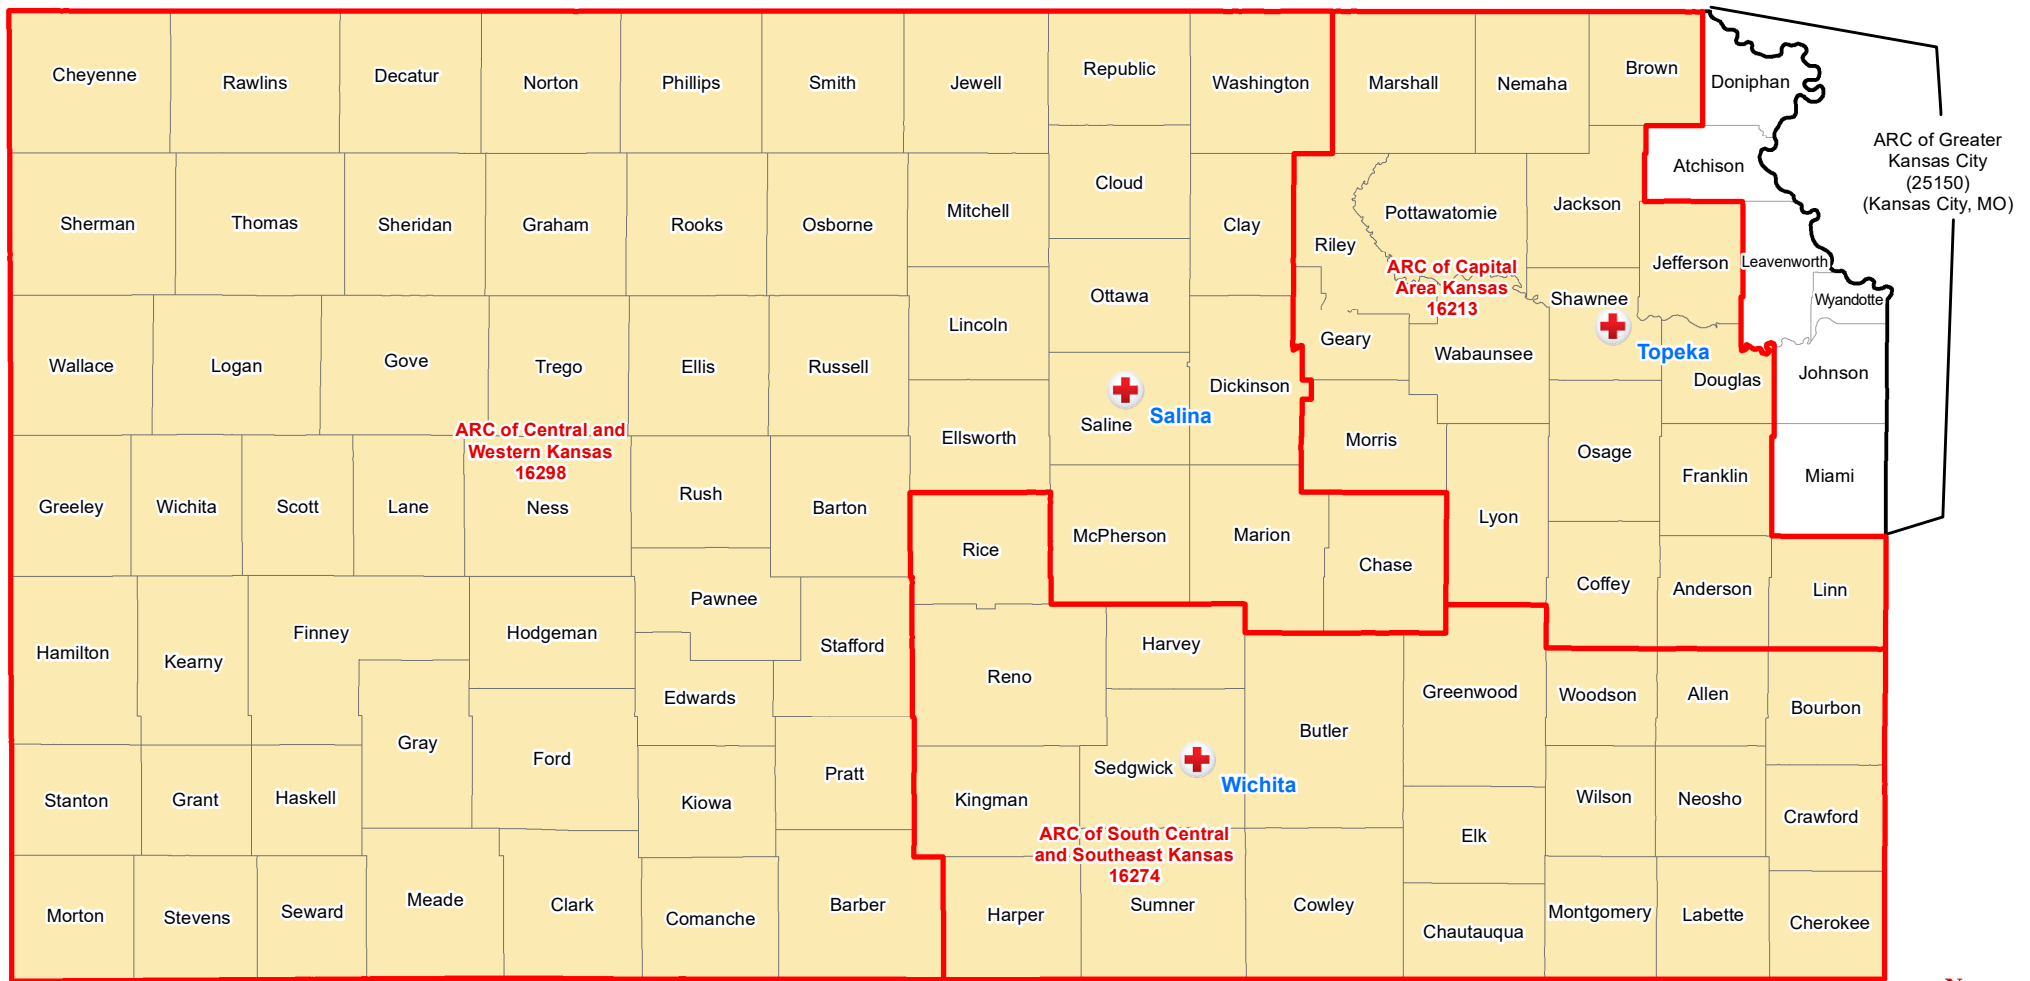 Cheyenne
Rawlins
Decatur
Norton
Phillips
Smith
Jewell
Republic
Washington
Marshall
Nemaha
Brown
Doniphan
ARC of Greater
Kansas City
(25150)
(Kansas City, MO)
Atchison
Sherman
Thomas
Sheridan
Graham
Rooks
Osborne
Mitchell
Cloud
Clay
Riley
Pottawatomie
Jackson
Jefferson
Leavenworth
Wyandotte
ARC of Capital
Area Kansas
16213
Shawnee
Topeka
Ottawa
Lincoln
Geary
Wabaunsee
Douglas
Johnson
Wallace
Logan
Gove
Trego
Ellis
Russell
Dickinson
Saline
Salina
Ellsworth
Morris
Osage
Franklin
Miami
ARC of Central and
Western Kansas
16298
Greeley
Wichita
Scott
Lane
Ness
Rush
Barton
Rice
McPherson
Marion
Chase
Lyon
Coffey
Anderson
Linn
Hamilton
Kearny
Finney
Hodgeman
Pawnee
Stafford
Edwards
Reno
Harvey
Butler
Greenwood
Woodson
Allen
Bourbon
Gray
Ford
Pratt
Kiowa
Kingman
Sedgwick
Wichita
Stanton
Grant
Haskell
Elk
Wilson
Neosho
Crawford
ARC of South Central
and Southeast Kansas
16274
Morton
Stevens
Seward
Meade
Clark
Comanche
Barber
Harper
Sumner
Cowley
Chautauqua
Montgomery
Labette
Cherokee